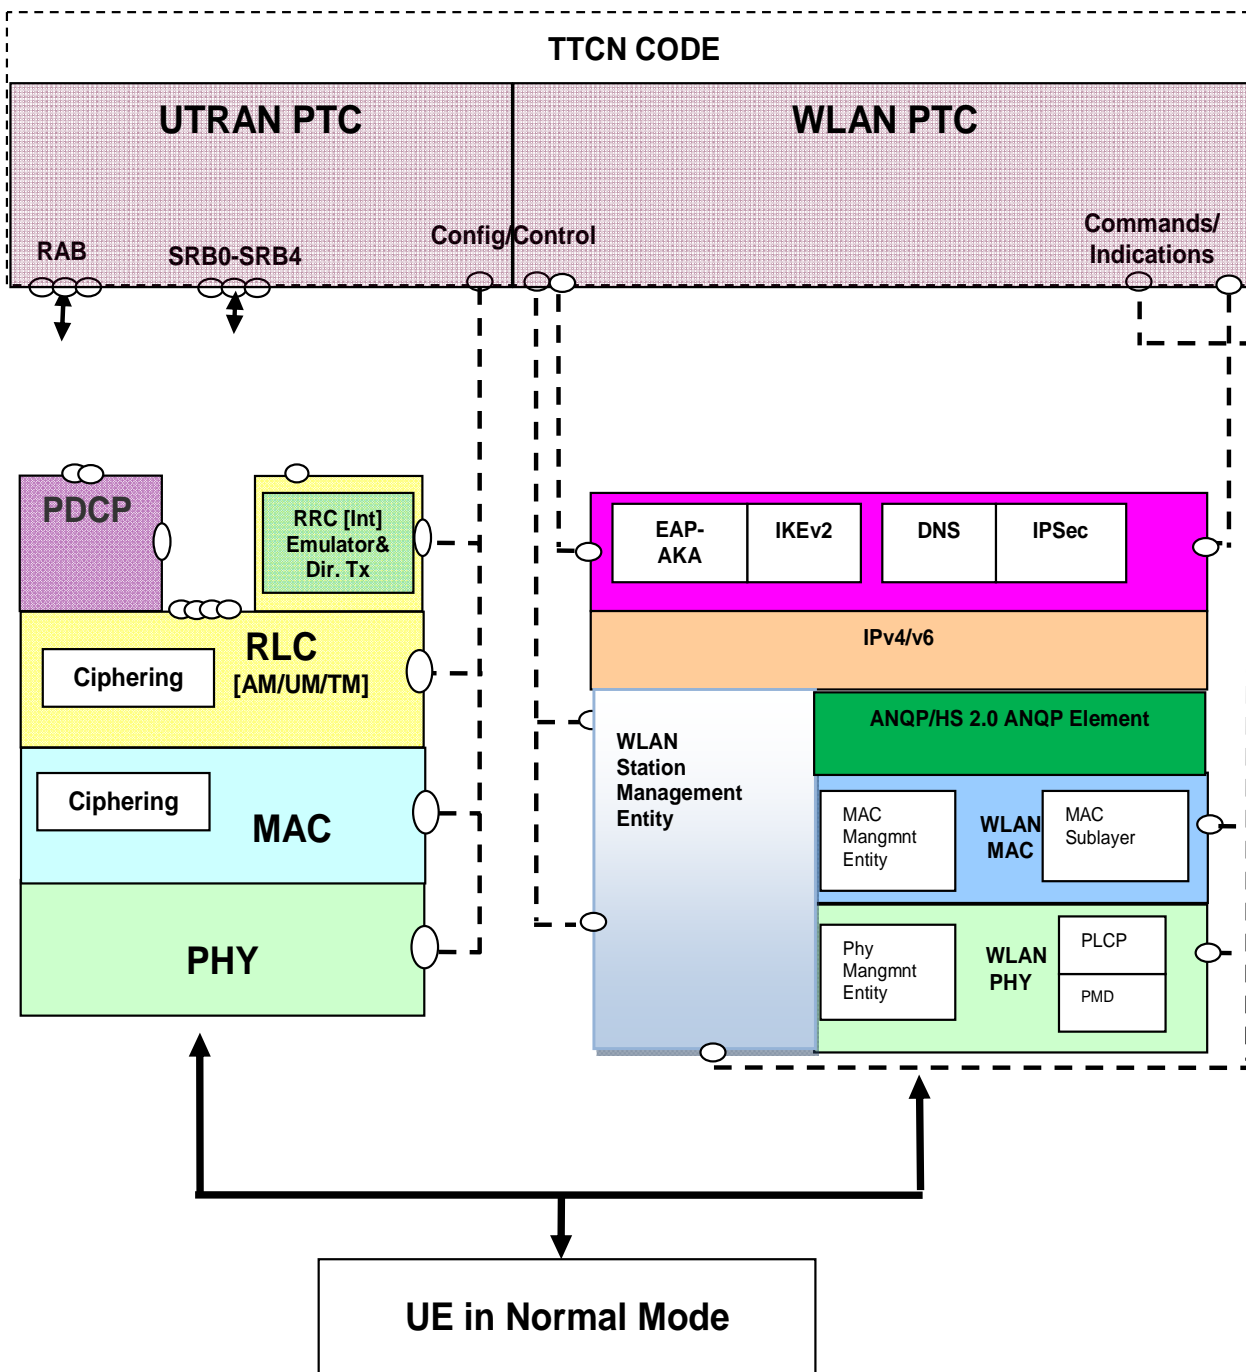 TTCN CODE
UTRAN PTC
WLAN PTC
RAB
SRB0-SRB4
Config/Control
Commands/
Indications
PDCP
RRC [Int]
Emulator&
Dir. Tx
RLC
[AM/UM/TM]
Ciphering
Ciphering
MAC
PHY
EAP-
AKA
IKEv2
DNS
IPSec
IPv4/v6
WLAN
Station
Management
Entity
ANQP/HS 2.0 ANQP Element
MAC
Mangmnt
Entity
WLAN
MAC
MAC
Sublayer
Phy
Mangmnt
Entity
WLAN
PHY
PLCP
PMD
UE in Normal Mode